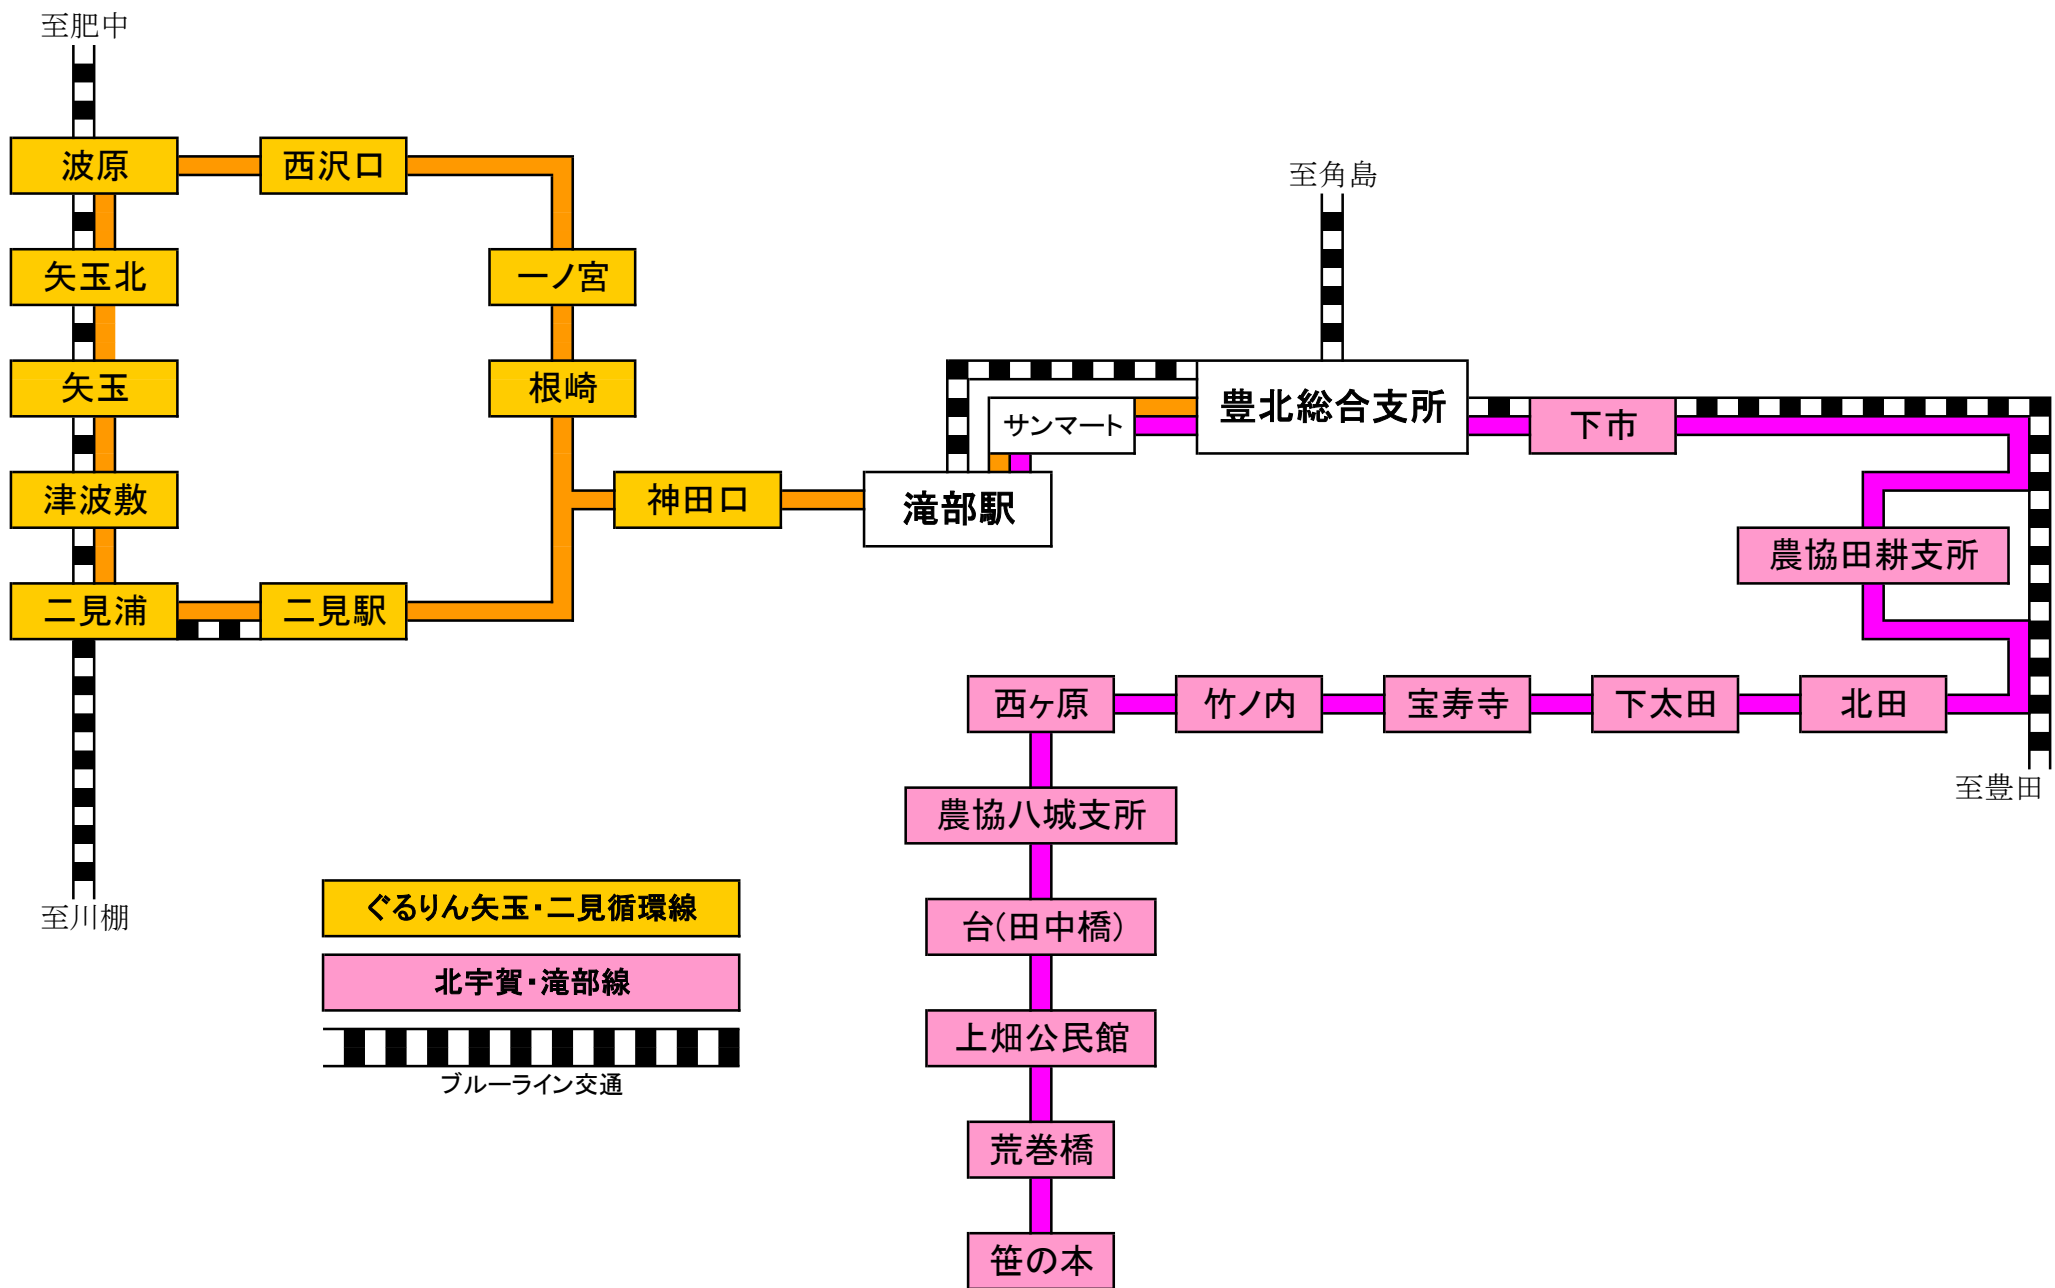 至肥中
波原
西沢口
至角島
矢玉北
一ノ宮
矢玉
根崎
サンマート
豊北総合支所
下市
津波敷
神田口
滝部駅
農協田耕支所
二見浦
二見駅
西ヶ原
竹ノ内
宝寿寺
下太田
北田
至豊田
農協八城支所
ぐるりん矢玉・二見循環線
至川棚
台(田中橋)
北宇賀・滝部線
上畑公民館
ブルーライン交通
荒巻橋
笹の本